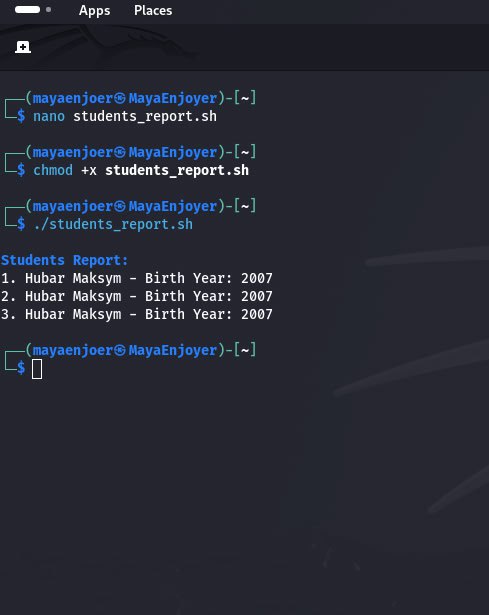 Apps Places
┌──(mayaenjoer㉿MayaEnjoyer)-[~]
└─$ nano students_report.sh
┌──(mayaenjoer㉿MayaEnjoyer)-[~]
└─$ chmod +x students_report.sh
┌──(mayaenjoer㉿MayaEnjoyer)-[~]
└─$ ./students_report.sh
Students Report:
1. Hubar Maksym - Birth Year: 2007
2. Hubar Maksym - Birth Year: 2007
3. Hubar Maksym - Birth Year: 2007
┌──(mayaenjoer㉿MayaEnjoyer)-[~]
└─$